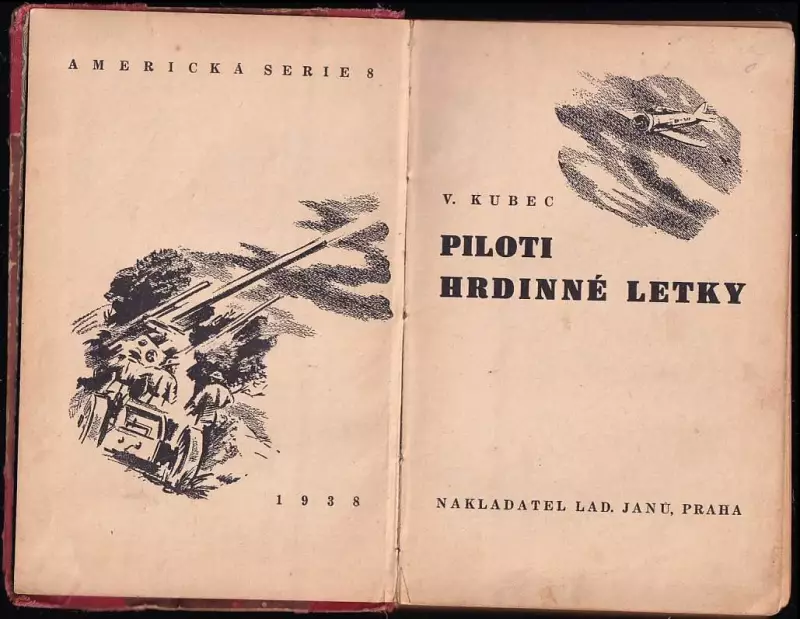 AMERICKÁ SERIE 8
1938
V. KUBEC
PILOTI
HRDINNÉ LETKY
NAKLADATEL LAD. JANŮ, PRAHA